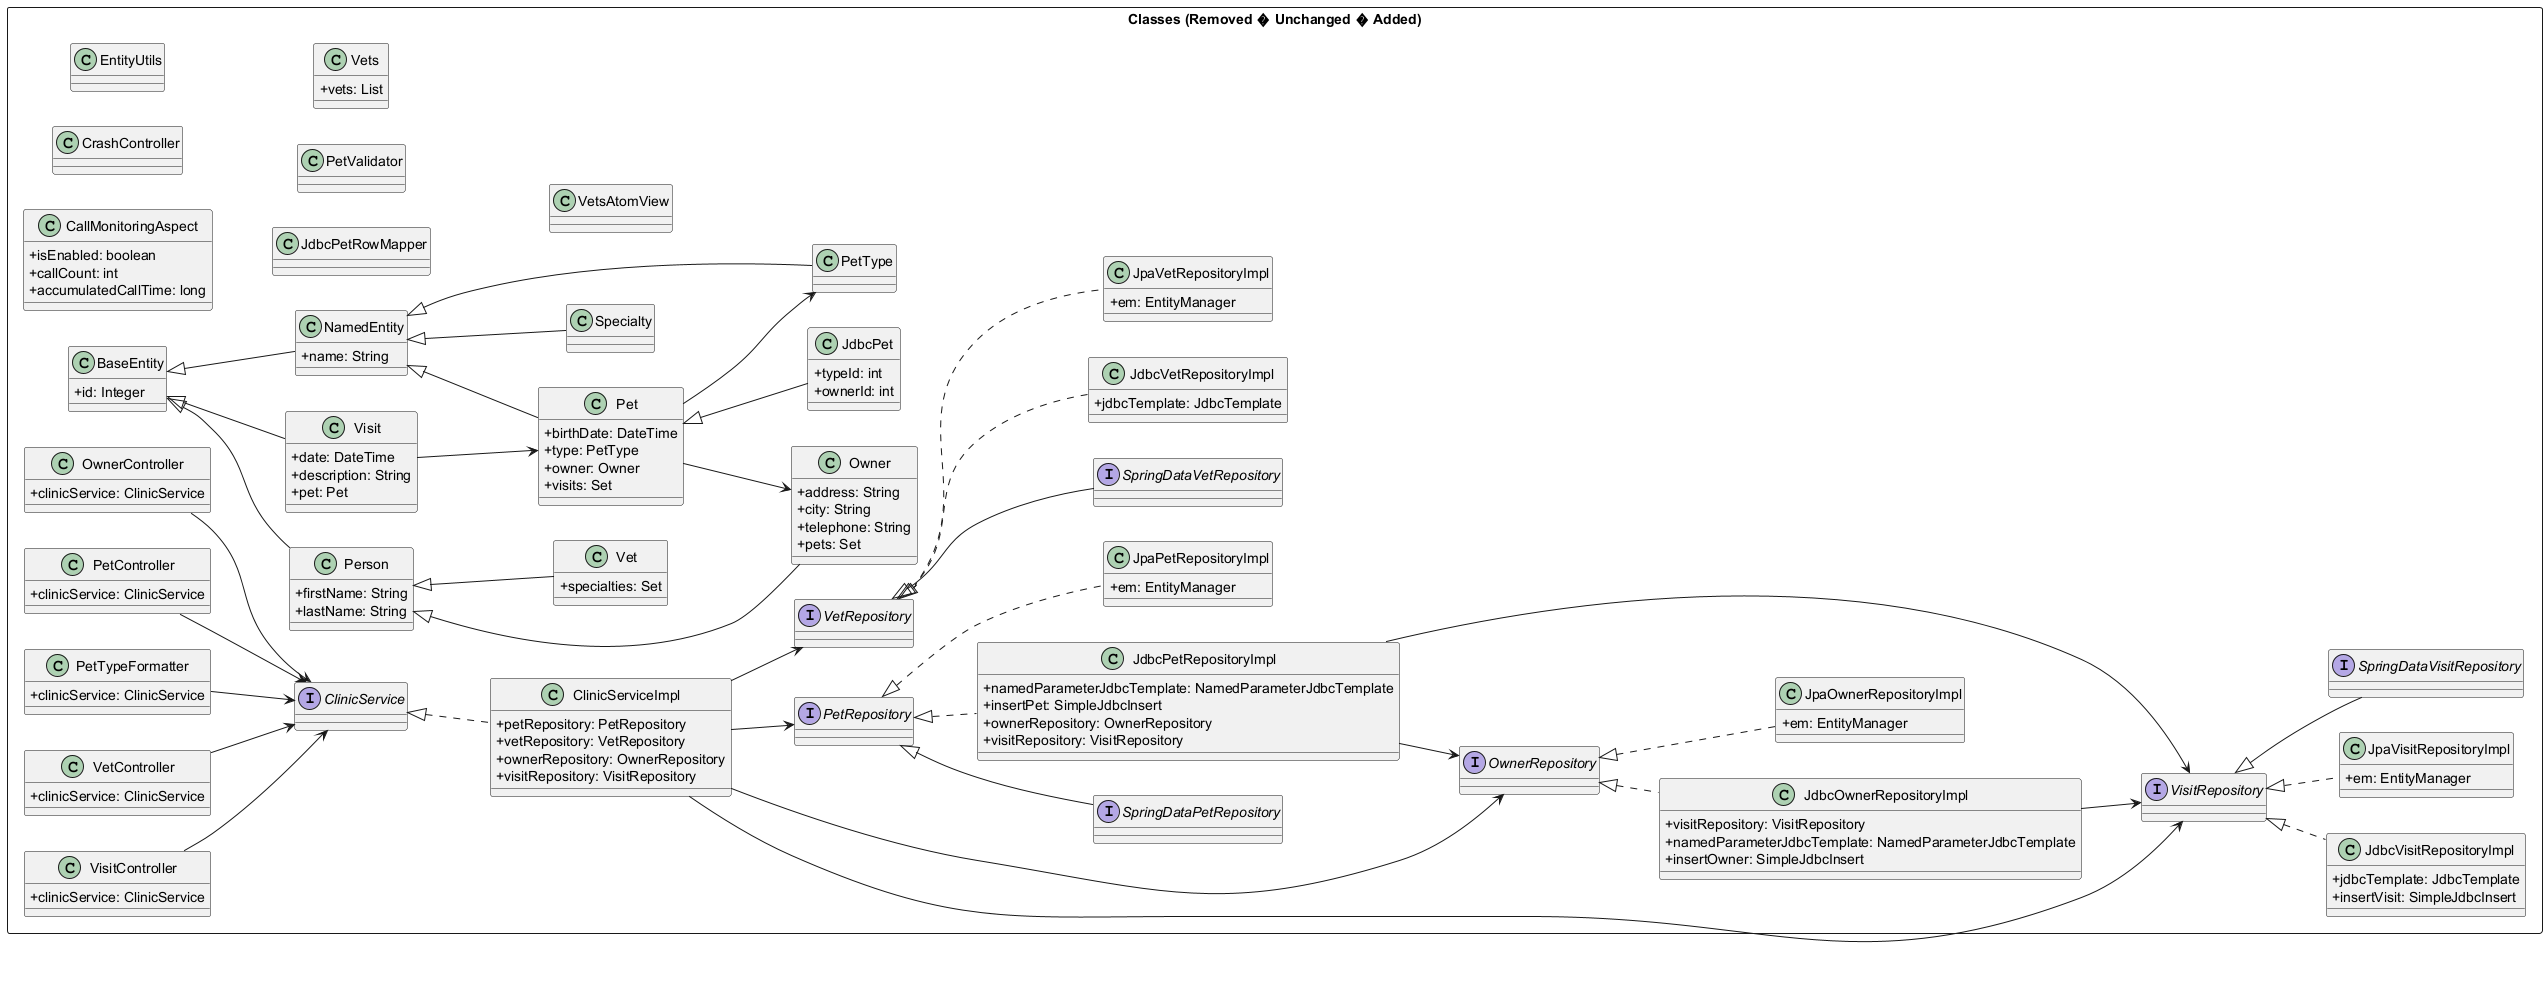 Classes (Removed � Unchanged � Added)
C EntityUtils
C CrashController
C CallMonitoringAspect
+isEnabled: boolean
+callCount: int
+accumulatedCallTime: long
C BaseEntity
+id: Integer
C OwnerController
+clinicService: ClinicService
C PetController
+clinicService: ClinicService
C PetTypeFormatter
+clinicService: ClinicService
C VetController
+clinicService: ClinicService
C VisitController
+clinicService: ClinicService
C Vets
+vets: List
C PetValidator
C JdbcPetRowMapper
C NamedEntity
+name: String
C Visit
+date: DateTime
+description: String
+pet: Pet
C Person
+firstName: String
+lastName: String
I ClinicService
C VetsAtomView
C Specialty
C Pet
+birthDate: DateTime
+type: PetType
+owner: Owner
+visits: Set
C Vet
+specialties: Set
C ClinicServiceImpl
+petRepository: PetRepository
+vetRepository: VetRepository
+ownerRepository: OwnerRepository
+visitRepository: VisitRepository
C PetType
C JdbcPet
+typeId: int
+ownerId: int
C Owner
+address: String
+city: String
+telephone: String
+pets: Set
I VetRepository
I PetRepository
C JpaVetRepositoryImpl
+em: EntityManager
C JdbcVetRepositoryImpl
+jdbcTemplate: JdbcTemplate
I SpringDataVetRepository
C JpaPetRepositoryImpl
+em: EntityManager
C JdbcPetRepositoryImpl
+namedParameterJdbcTemplate: NamedParameterJdbcTemplate
+insertPet: SimpleJdbcInsert
+ownerRepository: OwnerRepository
+visitRepository: VisitRepository
I SpringDataPetRepository
I OwnerRepository
C JpaOwnerRepositoryImpl
+em: EntityManager
C JdbcOwnerRepositoryImpl
+visitRepository: VisitRepository
+namedParameterJdbcTemplate: NamedParameterJdbcTemplate
+insertOwner: SimpleJdbcInsert
I VisitRepository
I SpringDataVisitRepository
C JpaVisitRepositoryImpl
+em: EntityManager
C JdbcVisitRepositoryImpl
+jdbcTemplate: JdbcTemplate
+insertVisit: SimpleJdbcInsert